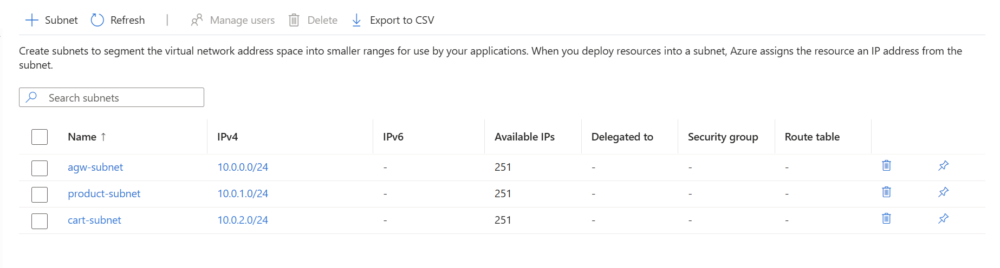 Subnet Refresh | Manage users Delete Export to CSV
Create subnets to segment the virtual network address space into smaller ranges for use by your applications. When you deploy resources into a subnet, Azure assigns the resource an IP address from the
subnet.
Search subnets
Name ↑ IPv4 IPv6 Available IPs Delegated to Security group Route table
agw-subnet 10.0.0.0/24 - 251 - - -
product-subnet 10.0.1.0/24 - 251 - - -
cart-subnet 10.0.2.0/24 - 251 - - -